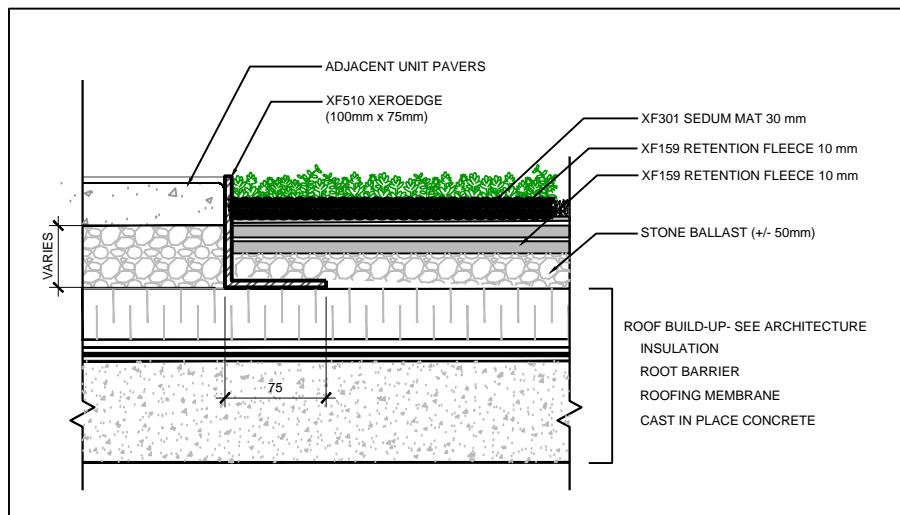 ADJACENT UNIT PAVERS
XF510 XEROEDGE
(100mm x 75mm)
XF301 SEDUM MAT 30 mm
XF159 RETENTION FLEECE 10 mm
XF159 RETENTION FLEECE 10 mm
STONE BALLAST (+/- 50mm)
VARIES
75
ROOF BUILD-UP- SEE ARCHITECTURE
INSULATION
ROOT BARRIER
ROOFING MEMBRANE
CAST IN PLACE CONCRETE